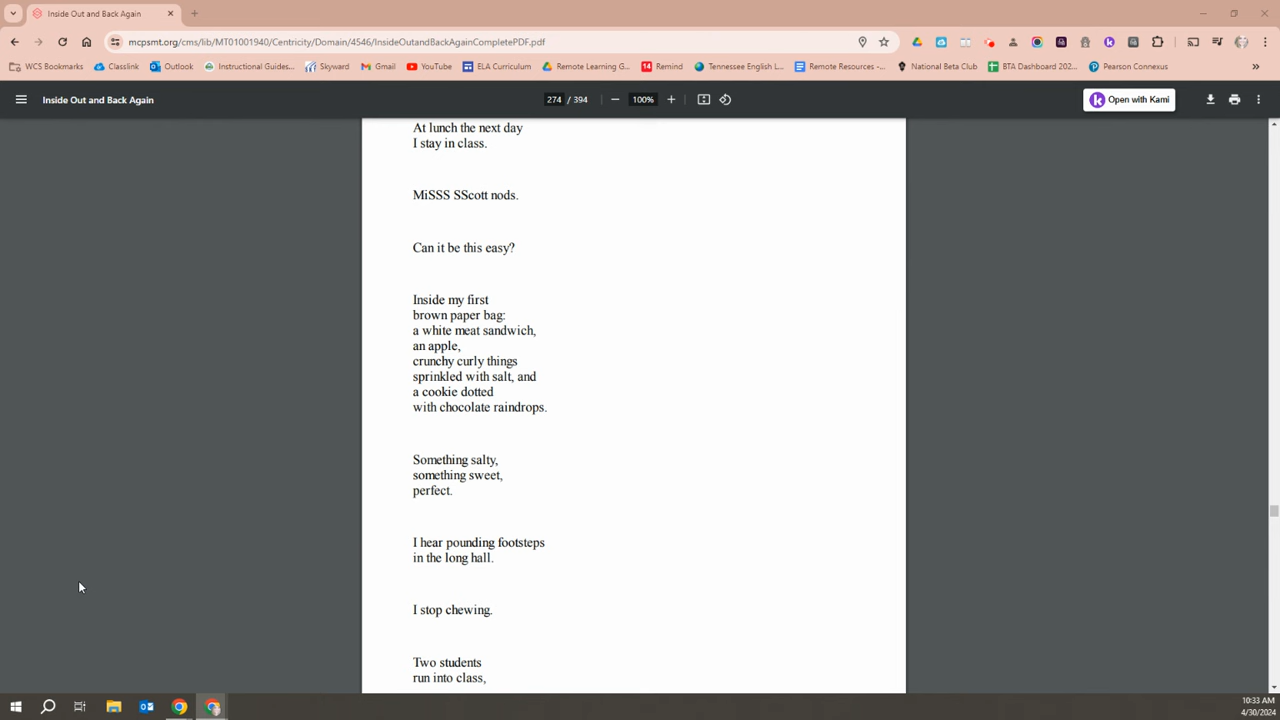 Inside Out and Back Again
mcpsmt.org/cms/lib/MT01001940/Centricity/Domain/4546/InsideOutandBackAgainCompletePDF.pdf
WCS Bookmarks
Classlink
Outlook
Instructional Guides...
Skyward
Gmail
YouTube
ELA Curriculum
Remote Learning G...
14
Remind
Tennessee English L...
Remote Resources -...
National Beta Club
BTA Dashboard 202...
Pearson Connexus
Inside Out and Back Again
274 / 394
100%
k
Open with Kami
At lunch the next day
I stay in class.
MiSSS SScott nods.
Can it be this easy?
Inside my first
brown paper bag:
a white meat sandwich,
an apple,
crunchy curly things
sprinkled with salt, and
a cookie dotted
with chocolate raindrops.
Something salty,
something sweet,
perfect.
I hear pounding footsteps
in the long hall.
I stop chewing.
Two students
run into class,
10:33 AM
4/30/2024